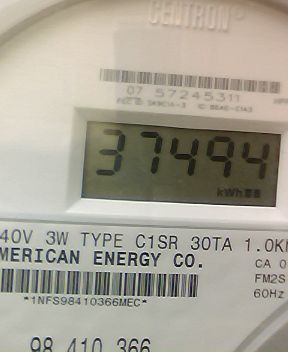 CENTRON®
07 57245311
37494
kWh
40V 3W TYPE C1SR 30TA 1.0K
MERICAN ENERGY CO. CA 0
FM2S
*1NFS98410366MEC* 60Hz
98 410 366